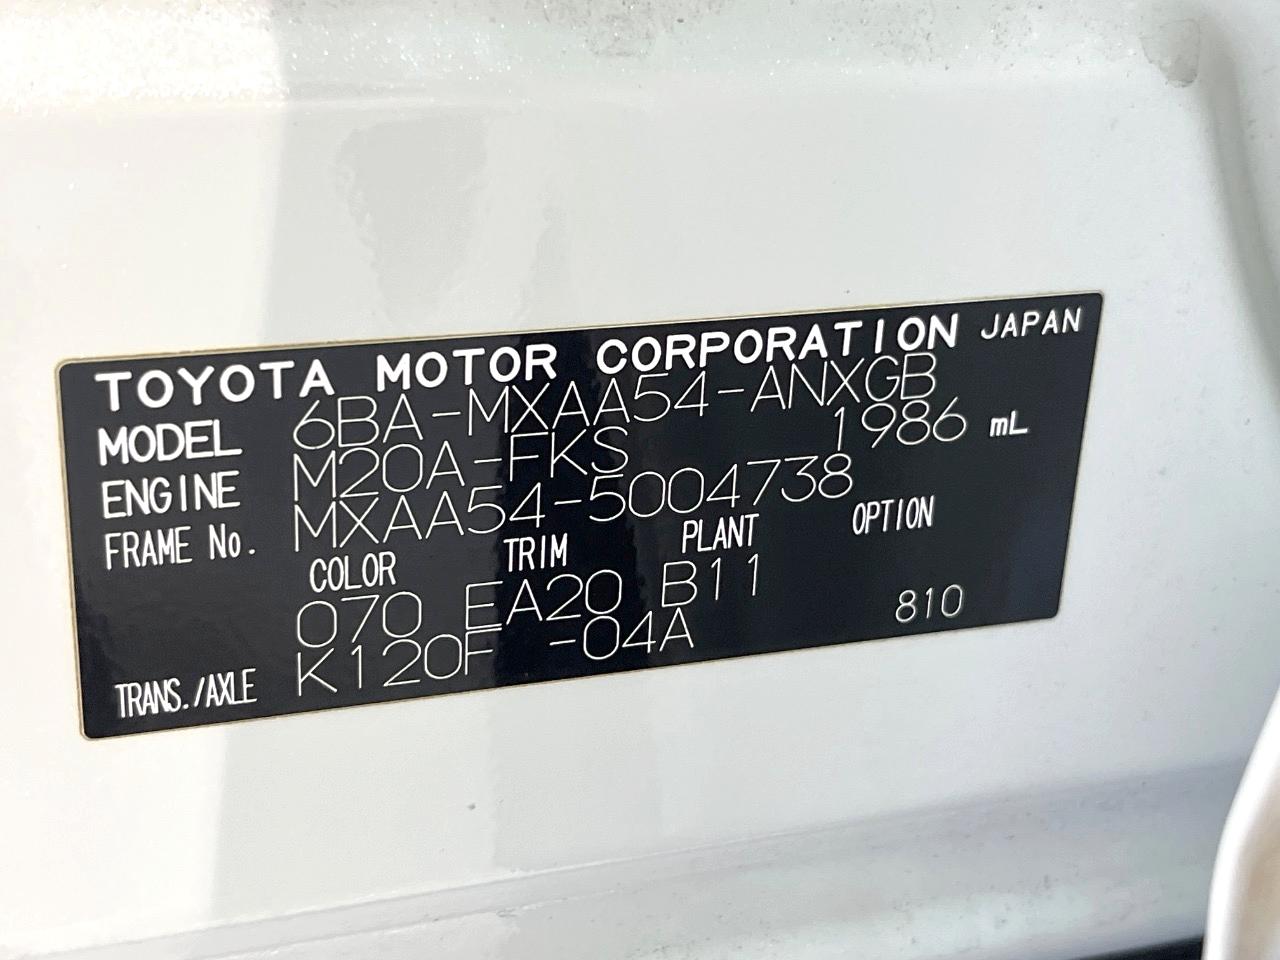 TOYOTA MOTOR CORPORATION JAPAN
MODEL 6BA-MXAA54-ANXGB
ENGINE M20A-FKS 1986 mL
FRAME No. MXAA54-5004738
COLOR TRIM PLANT OPTION
070 EA20 B11
TRANS./AXLE K120F -04A 810